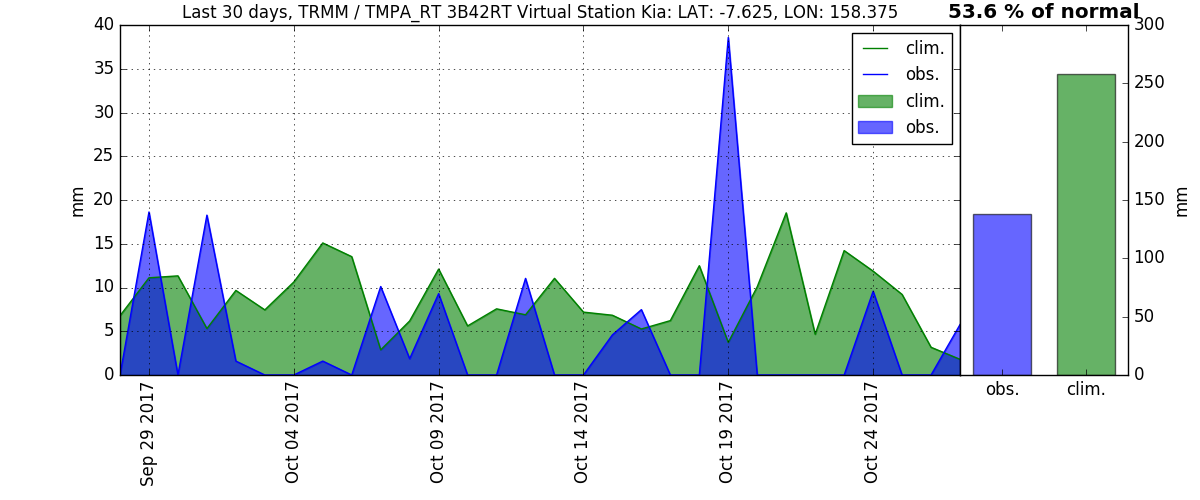 Last 30 days, TRMM / TMPA_RT 3B42RT Virtual Station Kia: LAT: -7.625, LON: 158.375
53.6 % of normal
40
35
30
25
20
15
10
5
0
mm
clim.
obs.
clim.
obs.
300
250
200
150
100
50
0
mm
Sep 29 2017
Oct 04 2017
Oct 09 2017
Oct 14 2017
Oct 19 2017
Oct 24 2017
obs.
clim.